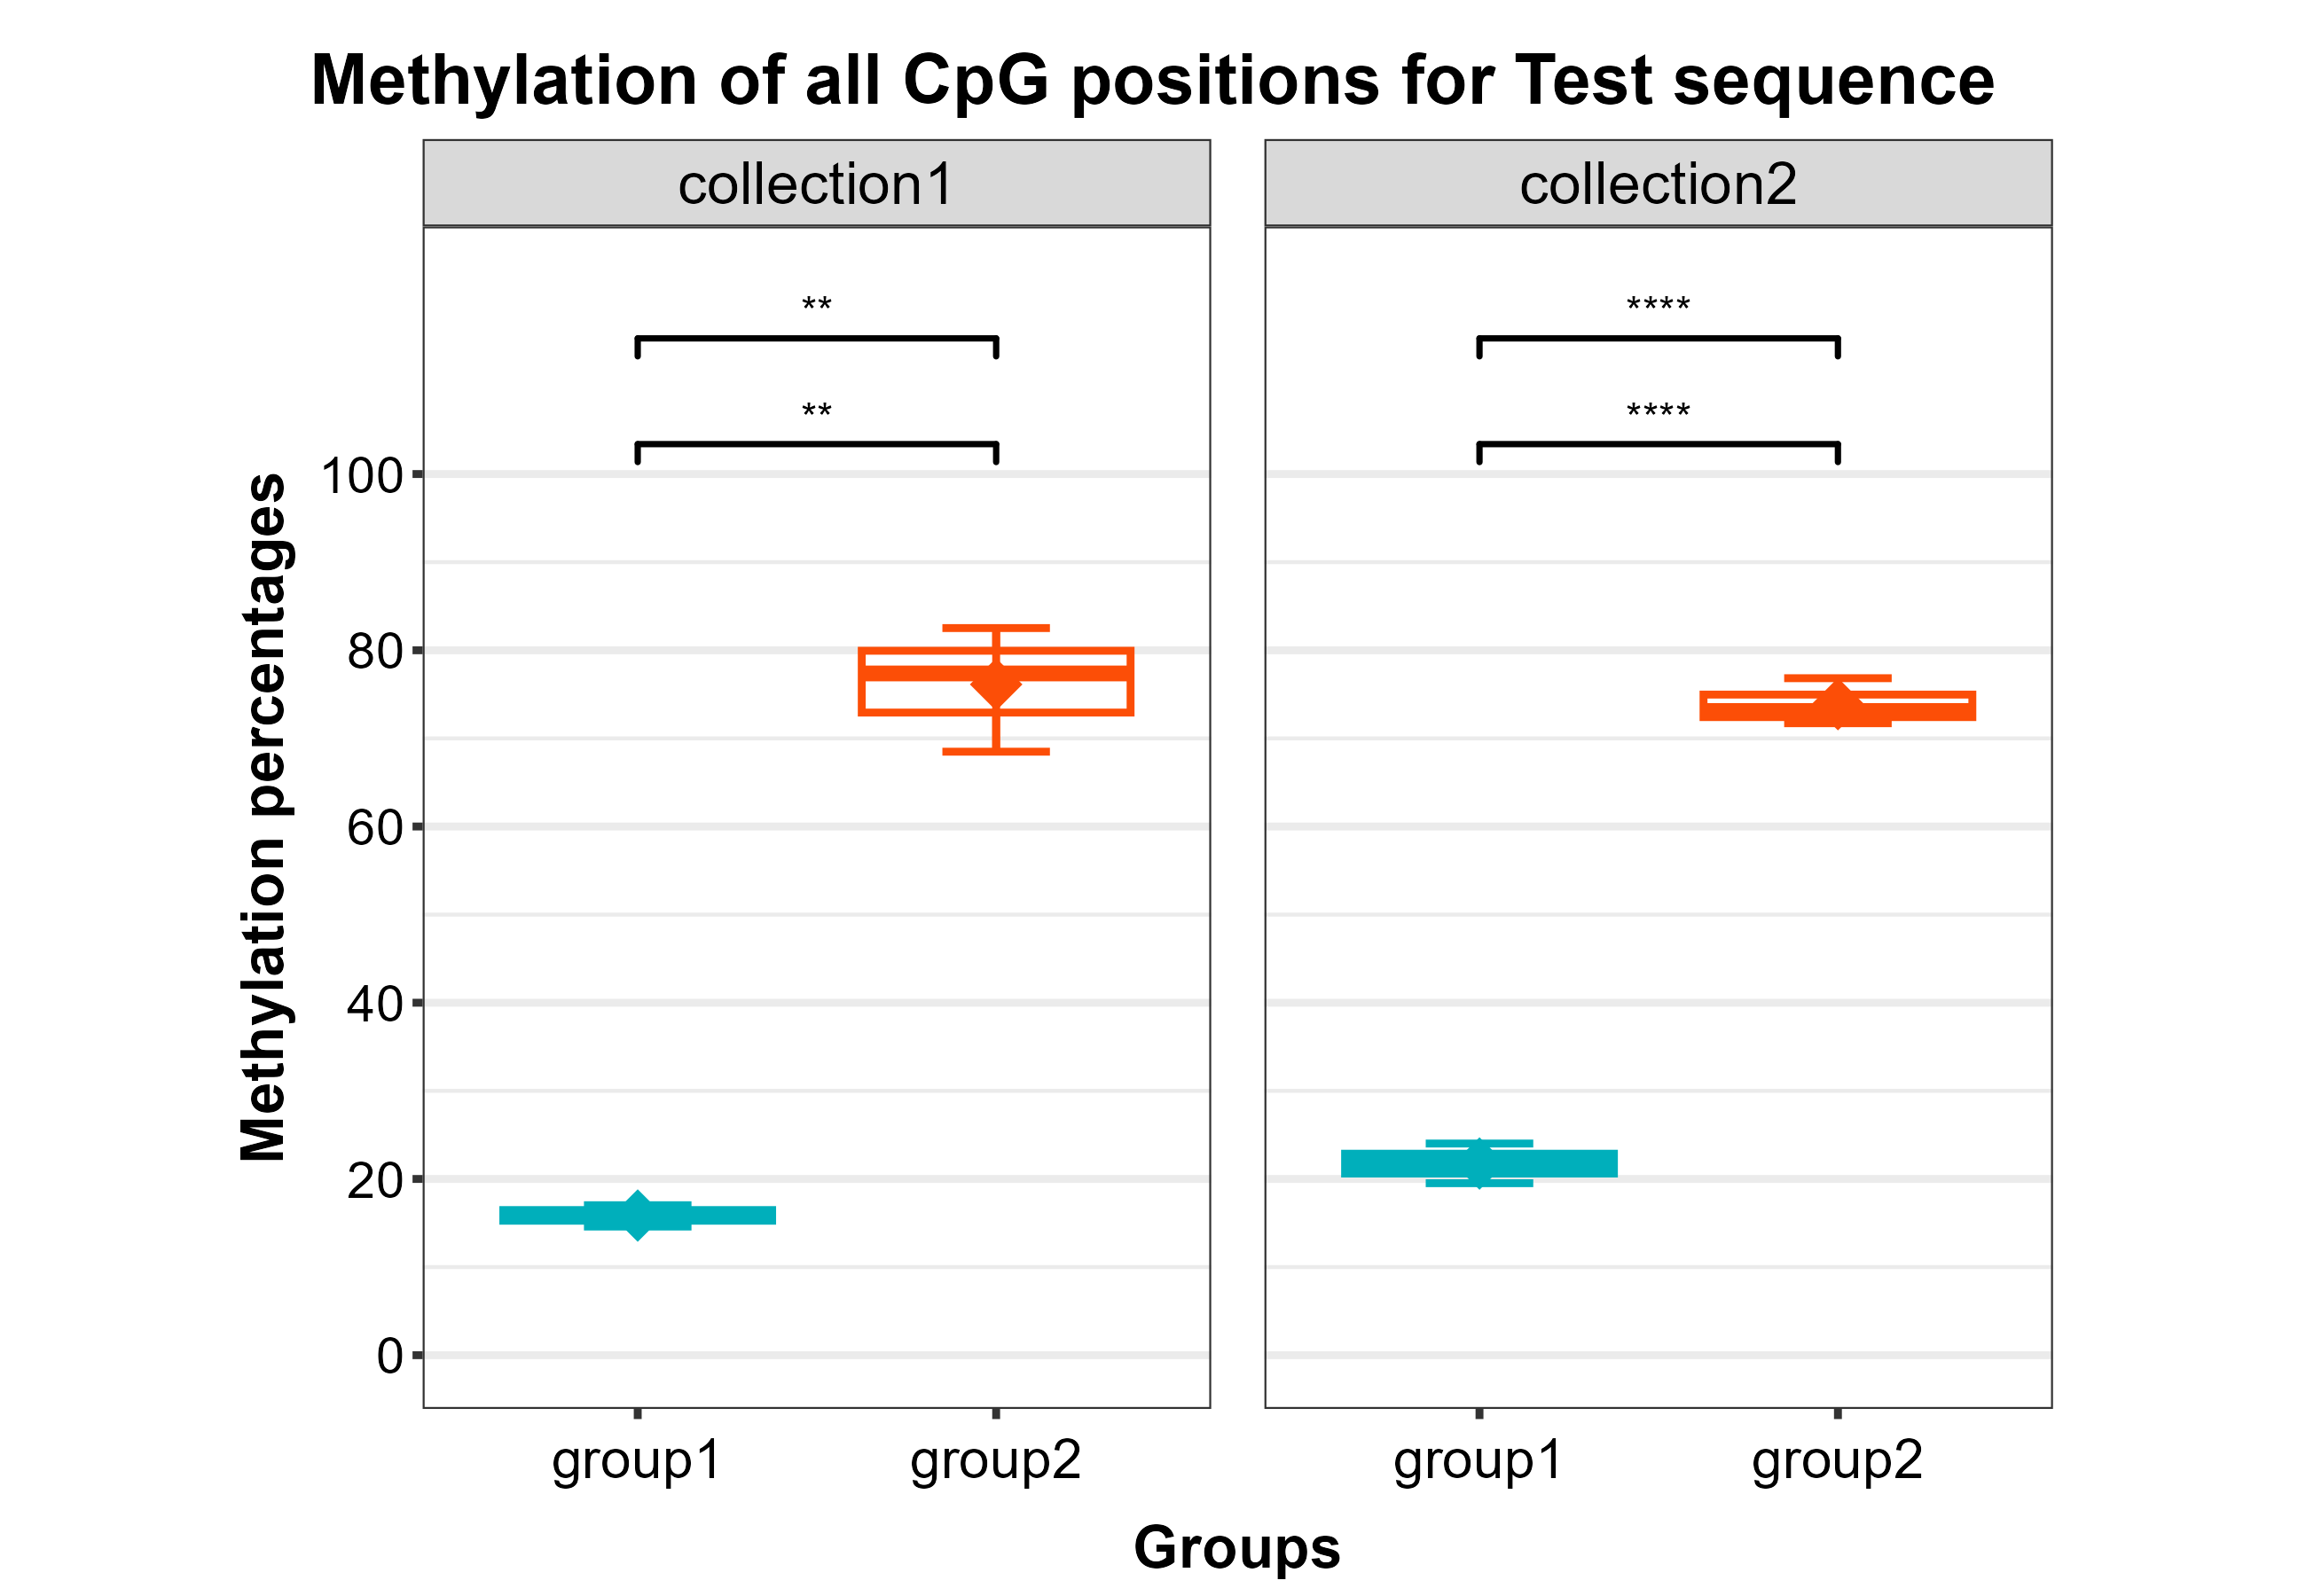 Methylation of all CpG positions for Test sequence
collection1
collection2
**
****
**
****
Methylation percentages
100
80
60
40
20
0
group1
group2
group1
group2
Groups